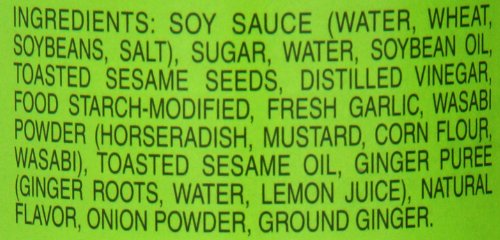 INGREDIENTS: SOY SAUCE (WATER, WHEAT,
SOYBEANS, SALT), SUGAR, WATER, SOYBEAN OIL,
TOASTED SESAME SEEDS, DISTILLED VINEGAR,
FOOD STARCH-MODIFIED, FRESH GARLIC, WASABI
POWDER (HORSERADISH, MUSTARD, CORN FLOUR,
WASABI), TOASTED SESAME OIL, GINGER PUREE
(GINGER ROOTS, WATER, LEMON JUICE), NATURAL
FLAVOR, ONION POWDER, GROUND GINGER.